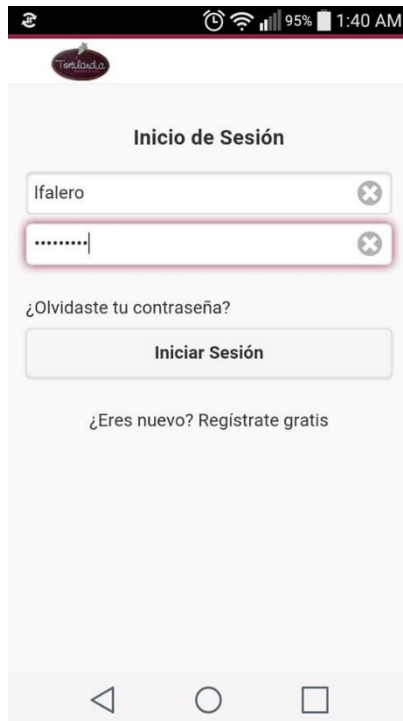 95% 1:40 AM
Tortilandia
Inicio de Sesión
lfalero
•••••••••
¿Olvidaste tu contraseña?
Iniciar Sesión
¿Eres nuevo? Regístrate gratis